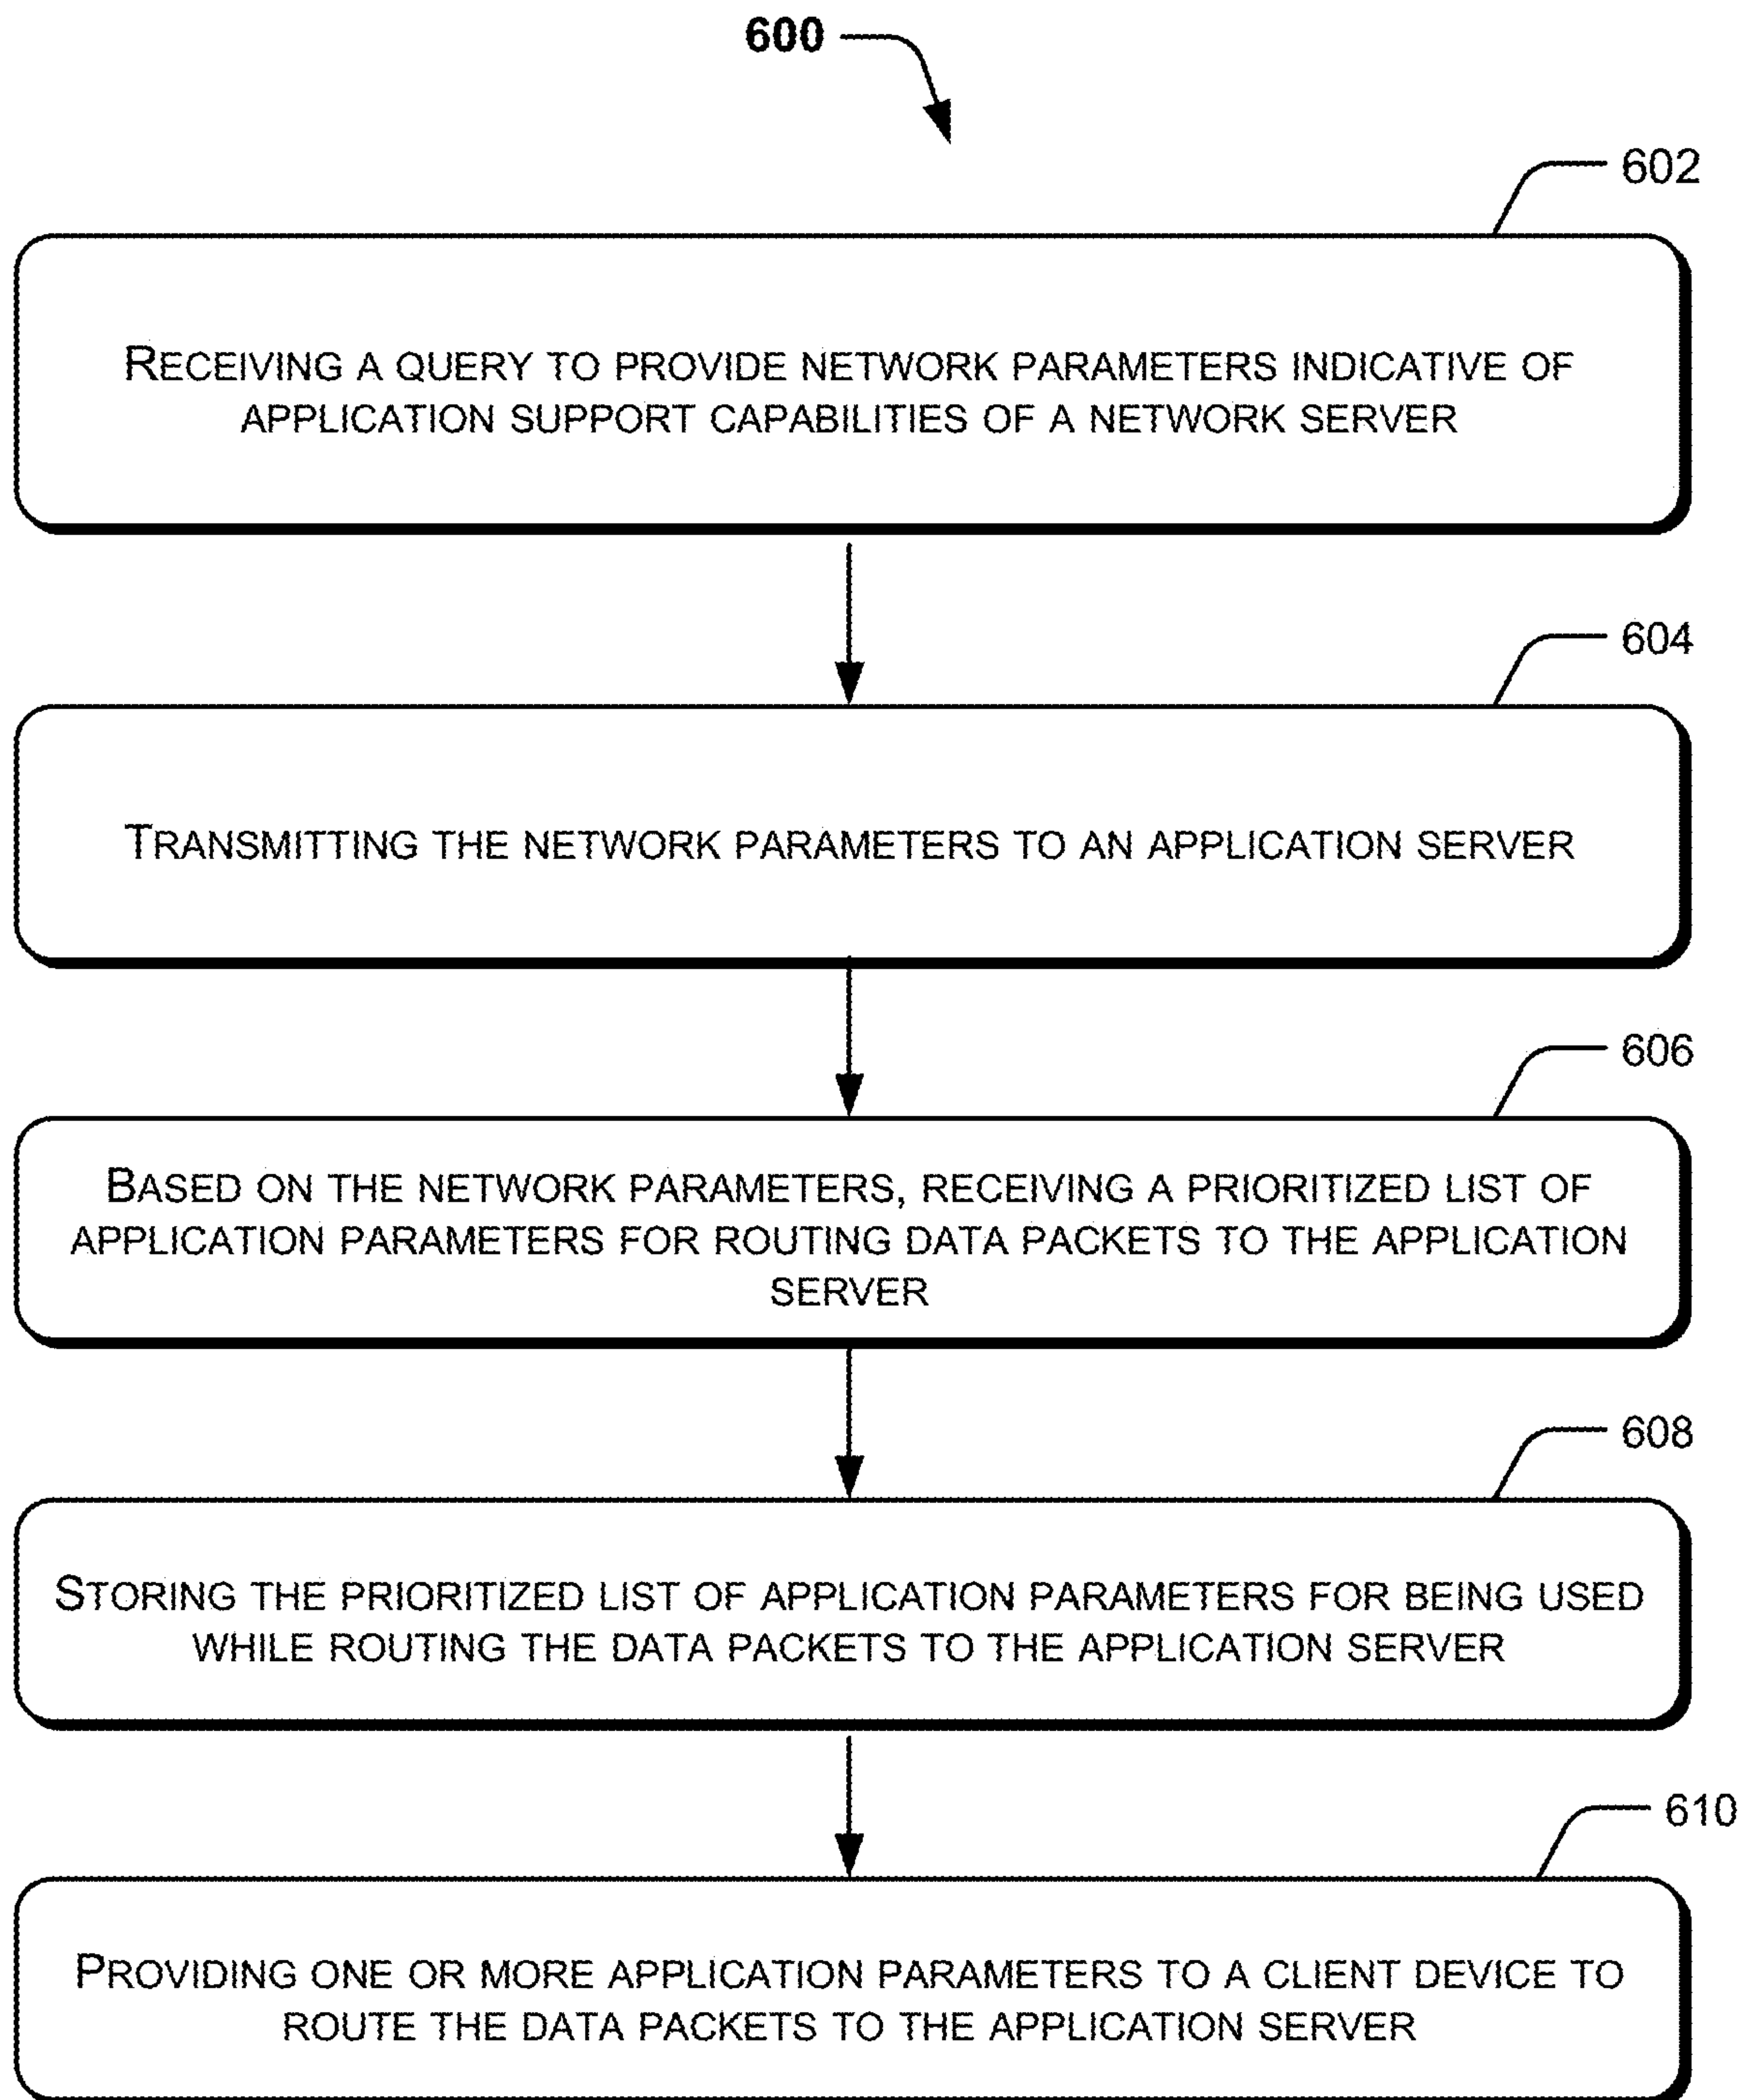 600
602
RECEIVING A QUERY TO PROVIDE NETWORK PARAMETERS INDICATIVE OF
APPLICATION SUPPORT CAPABILITIES OF A NETWORK SERVER
604
TRANSMITTING THE NETWORK PARAMETERS TO AN APPLICATION SERVER
606
BASED ON THE NETWORK PARAMETERS, RECEIVING A PRIORITIZED LIST OF
APPLICATION PARAMETERS FOR ROUTING DATA PACKETS TO THE APPLICATION
SERVER
608
STORING THE PRIORITIZED LIST OF APPLICATION PARAMETERS FOR BEING USED
WHILE ROUTING THE DATA PACKETS TO THE APPLICATION SERVER
610
PROVIDING ONE OR MORE APPLICATION PARAMETERS TO A CLIENT DEVICE TO
ROUTE THE DATA PACKETS TO THE APPLICATION SERVER